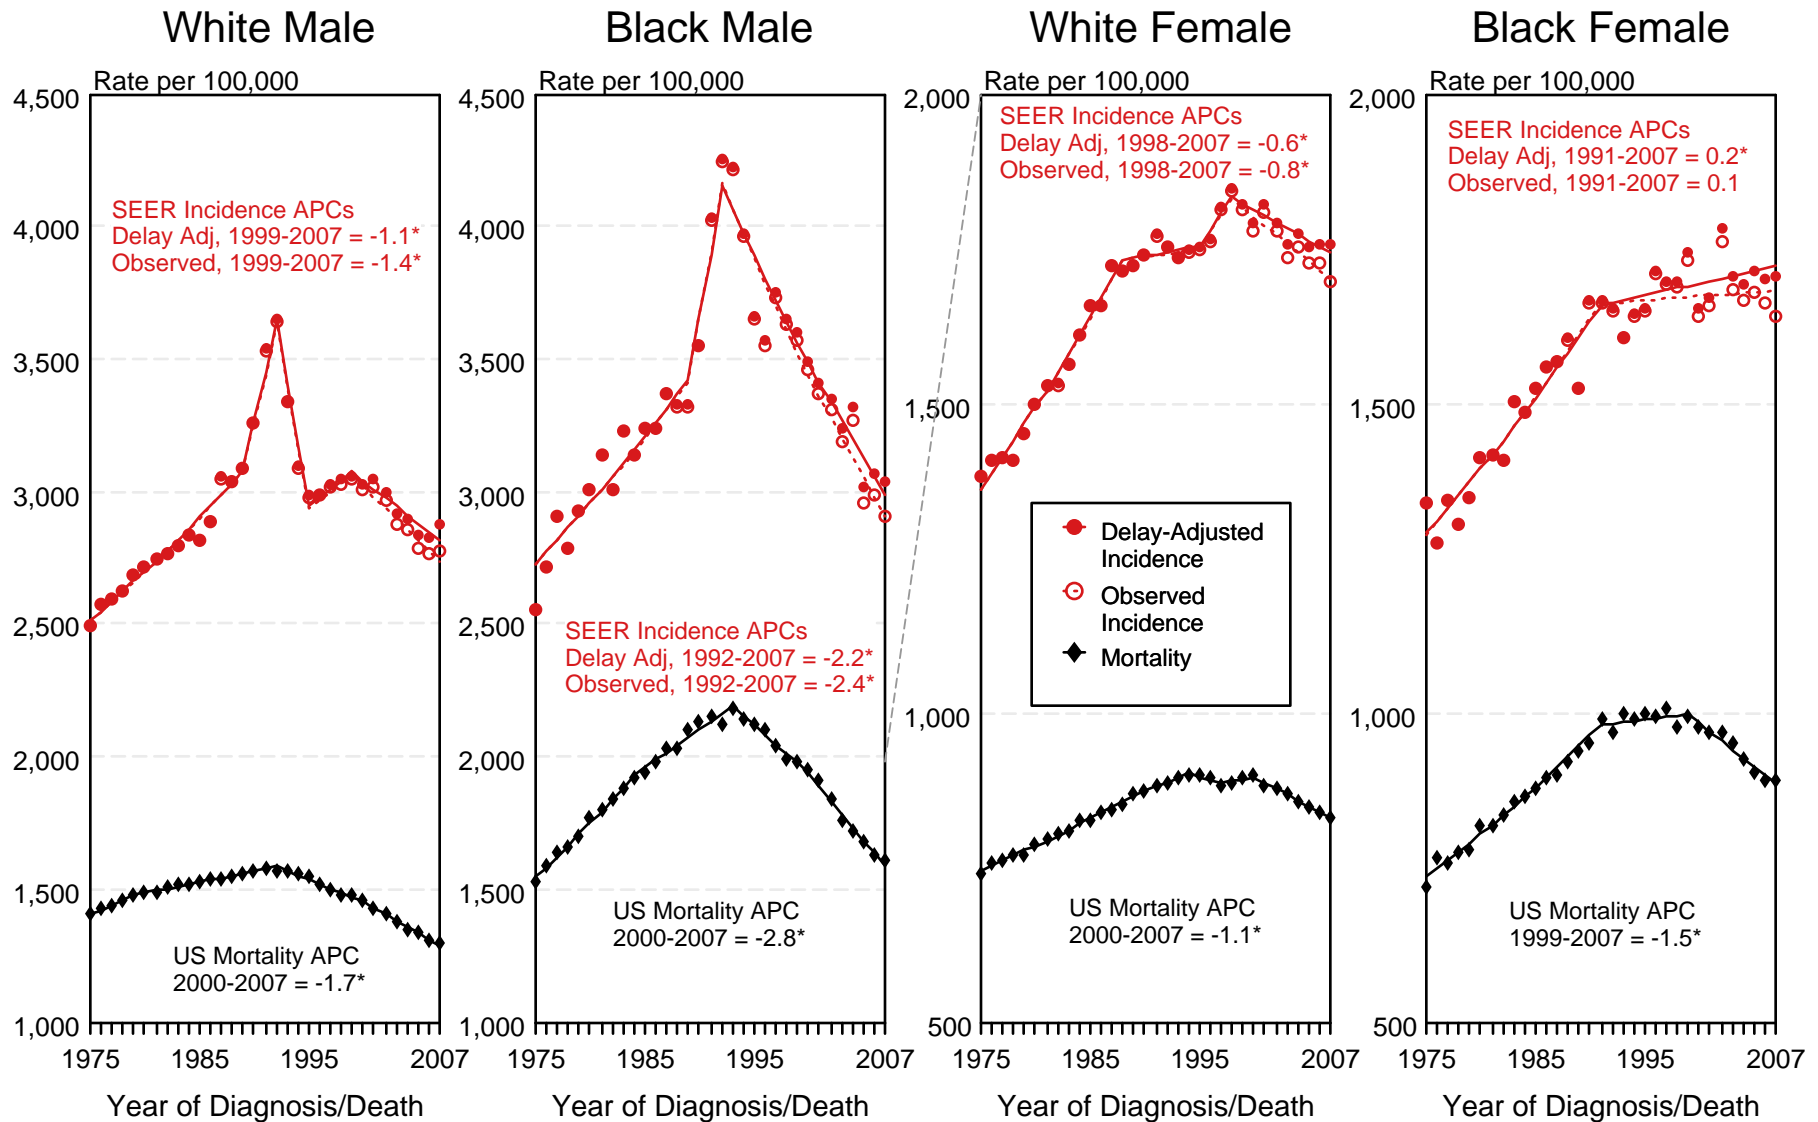 White Male
Rate per 100,000
4,500
4,000
3,500
3,000
2,500
2,000
1,500
1,000
SEER Incidence APCs
Delay Adj, 1999-2007 = -1.1*
Observed, 1999-2007 = -1.4*
US Mortality APC
2000-2007 = -1.7*
1975
1985
1995
2007
Year of Diagnosis/Death
Black Male
Rate per 100,000
4,500
4,000
3,500
3,000
2,500
2,000
1,500
1,000
SEER Incidence APCs
Delay Adj, 1992-2007 = -2.2*
Observed, 1992-2007 = -2.4*
US Mortality APC
2000-2007 = -2.8*
1975
1985
1995
2007
Year of Diagnosis/Death
White Female
Rate per 100,000
2,000
1,500
1,000
500
SEER Incidence APCs
Delay Adj, 1998-2007 = -0.6*
Observed, 1998-2007 = -0.8*
Delay-Adjusted
Incidence
Observed
Incidence
Mortality
US Mortality APC
2000-2007 = -1.1*
1975
1985
1995
2007
Year of Diagnosis/Death
Black Female
Rate per 100,000
2,000
1,500
1,000
500
SEER Incidence APCs
Delay Adj, 1991-2007 = 0.2*
Observed, 1991-2007 = 0.1
US Mortality APC
1999-2007 = -1.5*
1975
1985
1995
2007
Year of Diagnosis/Death